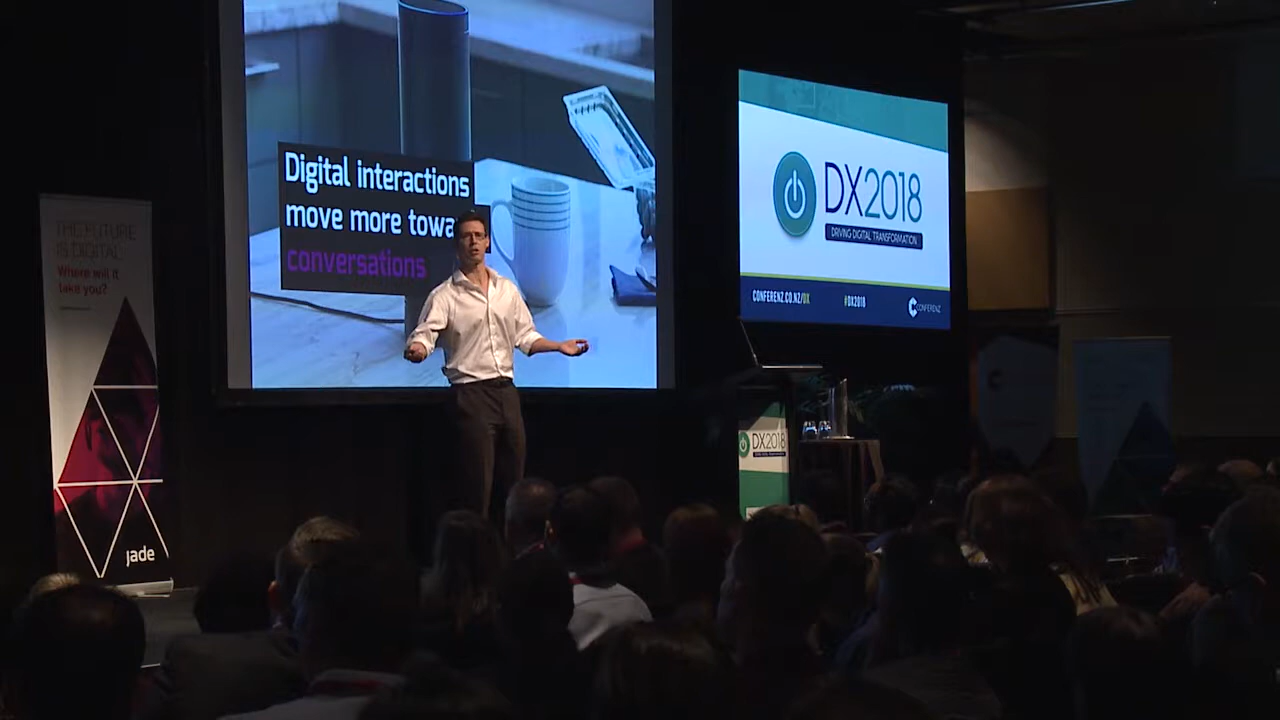 THE FUTURE
IS DIGITAL
Where will it
take you?
jade
Digital interactions
move more towa
conversations
DX2018
DRIVING DIGITAL TRANSFORMATION
CONFERENZ.CO.NZ/DX
#DX2018
CONFERENZ
DX2018